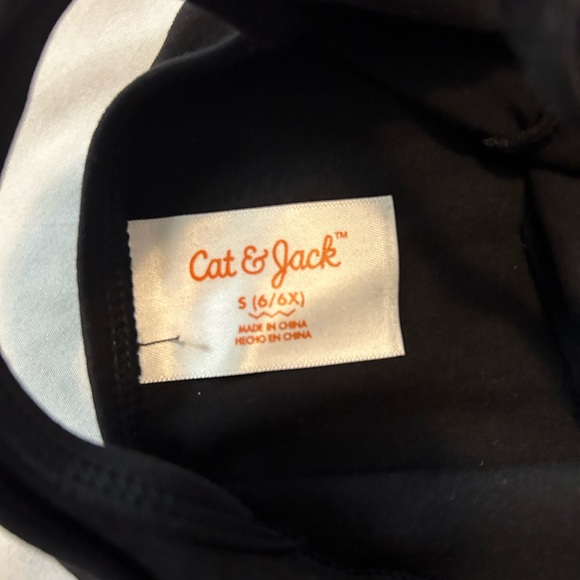 Cat & Jack™
S (6/6X)
MADE IN CHINA
HECHO EN CHINA